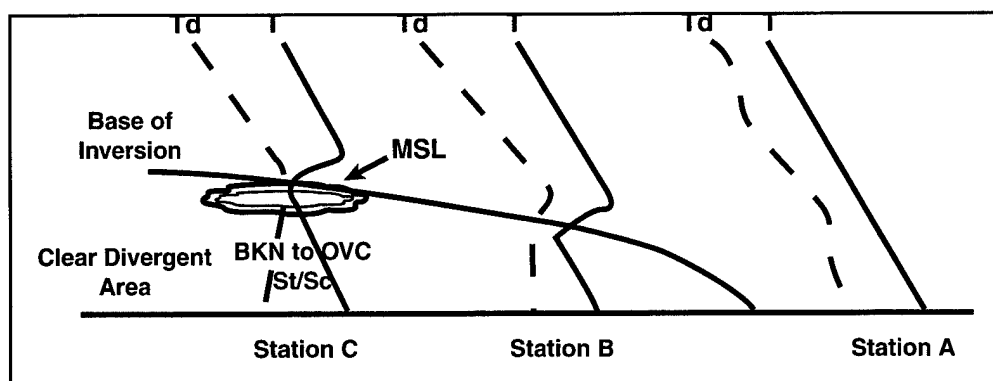 Td T Td T Td T
Base of
Inversion
MSL
Clear Divergent
Area
BKN to OVC
St/Sc
Station C Station B Station A